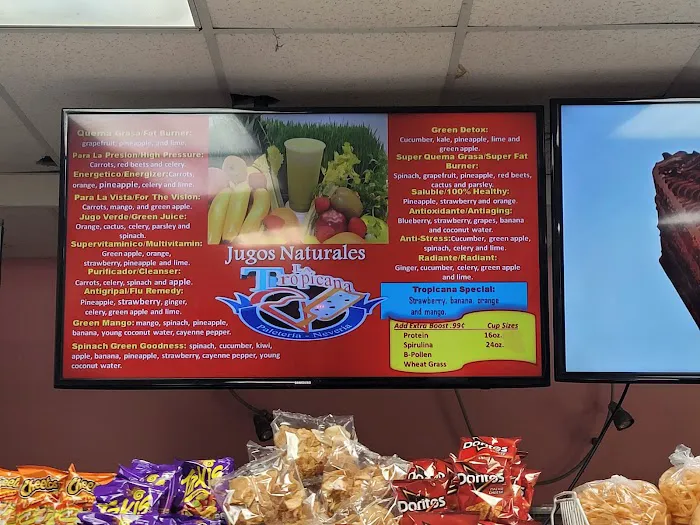 Quema Grasa Fat Burner:
grapefruit, pineapple, and lime.
Para La Presion/High Pressure:
Carrots, red beets and celery.
Energetico/Energizer:Carrots,
orange, pineapple, celery and lime.
Para La Vista/For The Vision:
Carrots, mango, and green apple.
Jugo Verde/Green Juice:
Orange, cactus, celery, parsley and
spinach.
Supervitaminico/Multivitamin:
Green apple, orange,
strawberry, pineapple and lime.
Purificador/Cleanser:
Carrots, celery, spinach and apple.
Antigripal/Flu Remedy:
Pineapple, strawberry, ginger,
celery, green apple and lime.
Green Mango: mango, spinach, pineapple,
banana, young coconut water, cayenne pepper.
Spinach Green Goodness: spinach, cucumber, kiwi,
apple, banana, pineapple, strawberry, cayenne pepper, young
coconut water.
Jugos Naturales
La
Tropicana
Paleteria - Neveria
Green Detox:
Cucumber, kale, pineapple, lime and
green apple.
Super Quema Grasa/Super Fat
Burner:
Spinach, grapefruit, pineapple, red beets,
cactus and parsley.
Saluble/100% Healthy:
Pineapple, strawberry and orange.
Antioxidante/Antiaging:
Blueberry, strawberry, grapes, banana
and coconut water.
Anti-Stress:Cucumber, green apple,
spinach, celery and lime.
Radiante/Radiant:
Ginger, cucumber, celery, green apple
and lime.
Tropicana Special:
Strawberry, banana, orange
and mango.
Add Extra Boost .99¢ Cup Sizes
Protein 16oz.
Spirulina 24oz.
B-Pollen
Wheat Grass
SAMSUNG
Cheetos
Takis
Doritos
Doritos
Doritos
Doritos